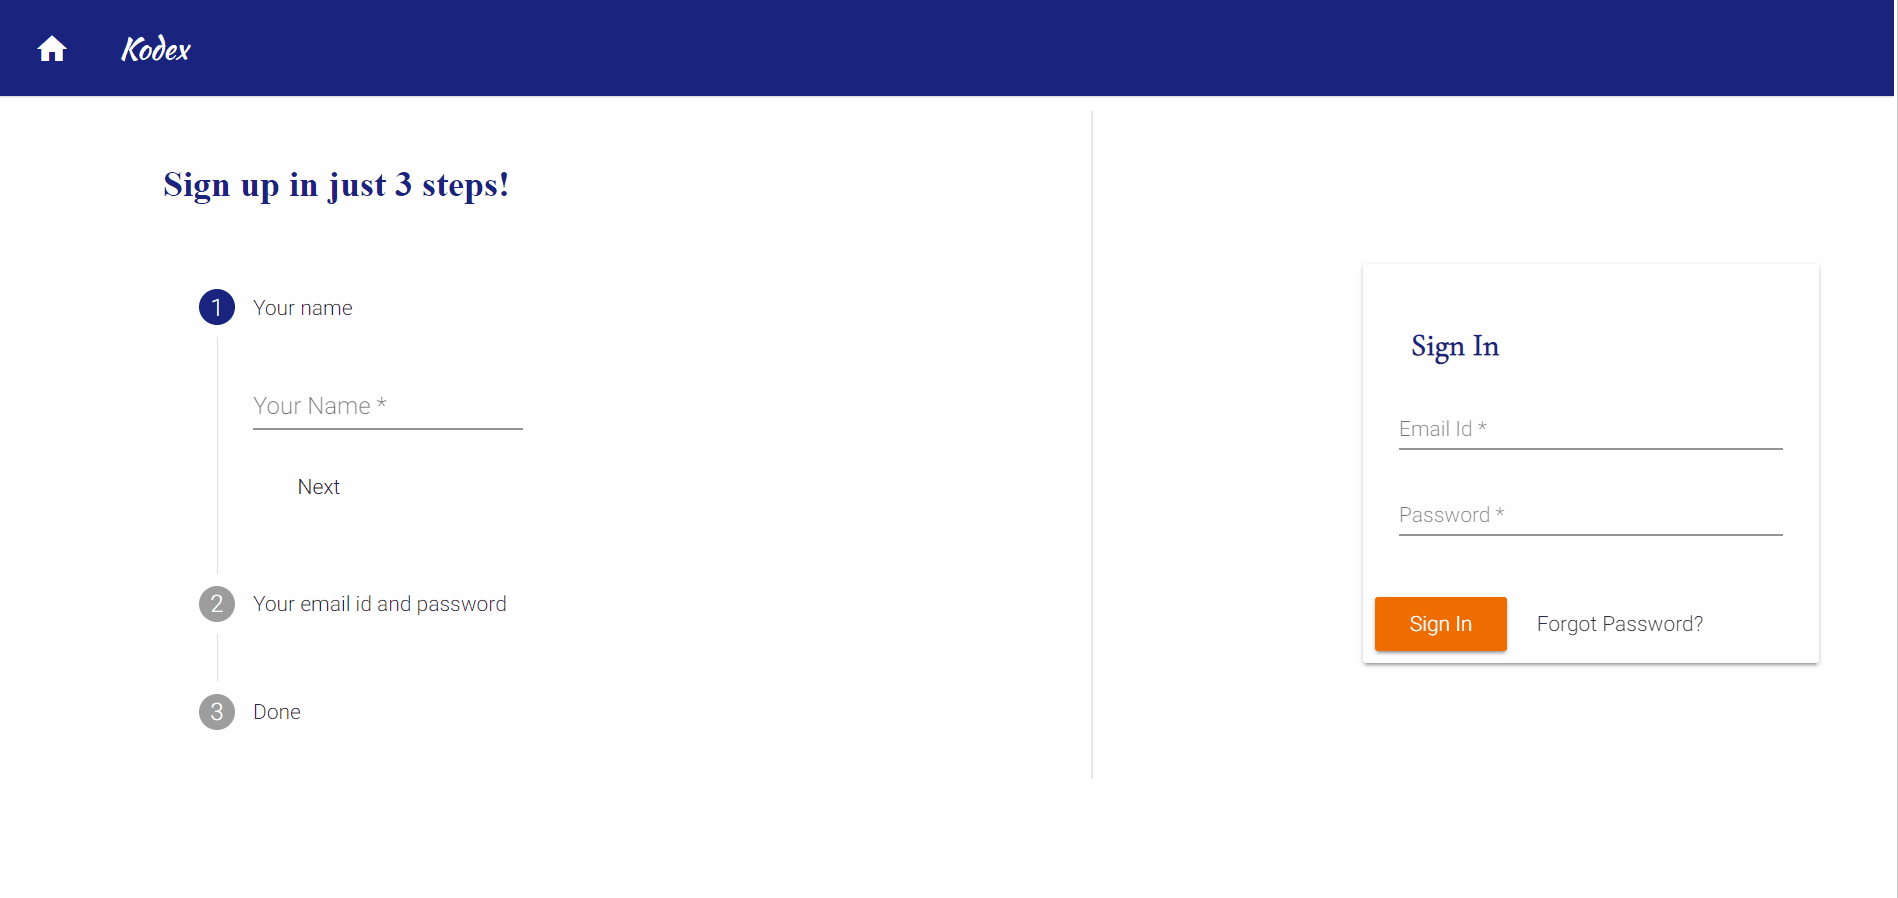 Kodex
Sign up in just 3 steps!
1 Your name
Your Name *
Next
2 Your email id and password
3 Done
Sign In
Email Id *
Password *
Sign In Forgot Password?